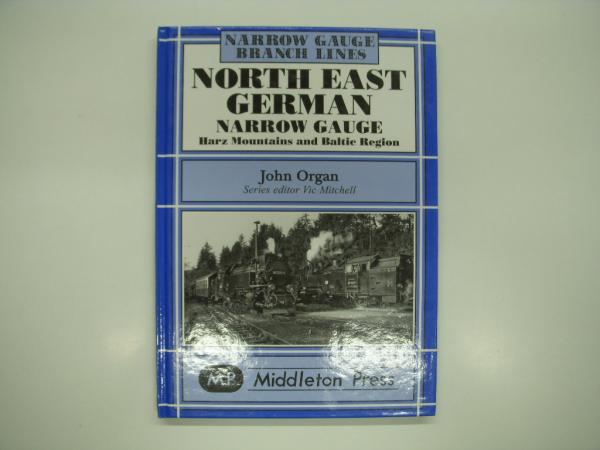 NARROW GAUGE
BRANCH LINES
NORTH EAST
GERMAN
NARROW GAUGE
Harz Mountains and Baltic Region
John Organ
Series editor Vic Mitchell
MP Middleton Press